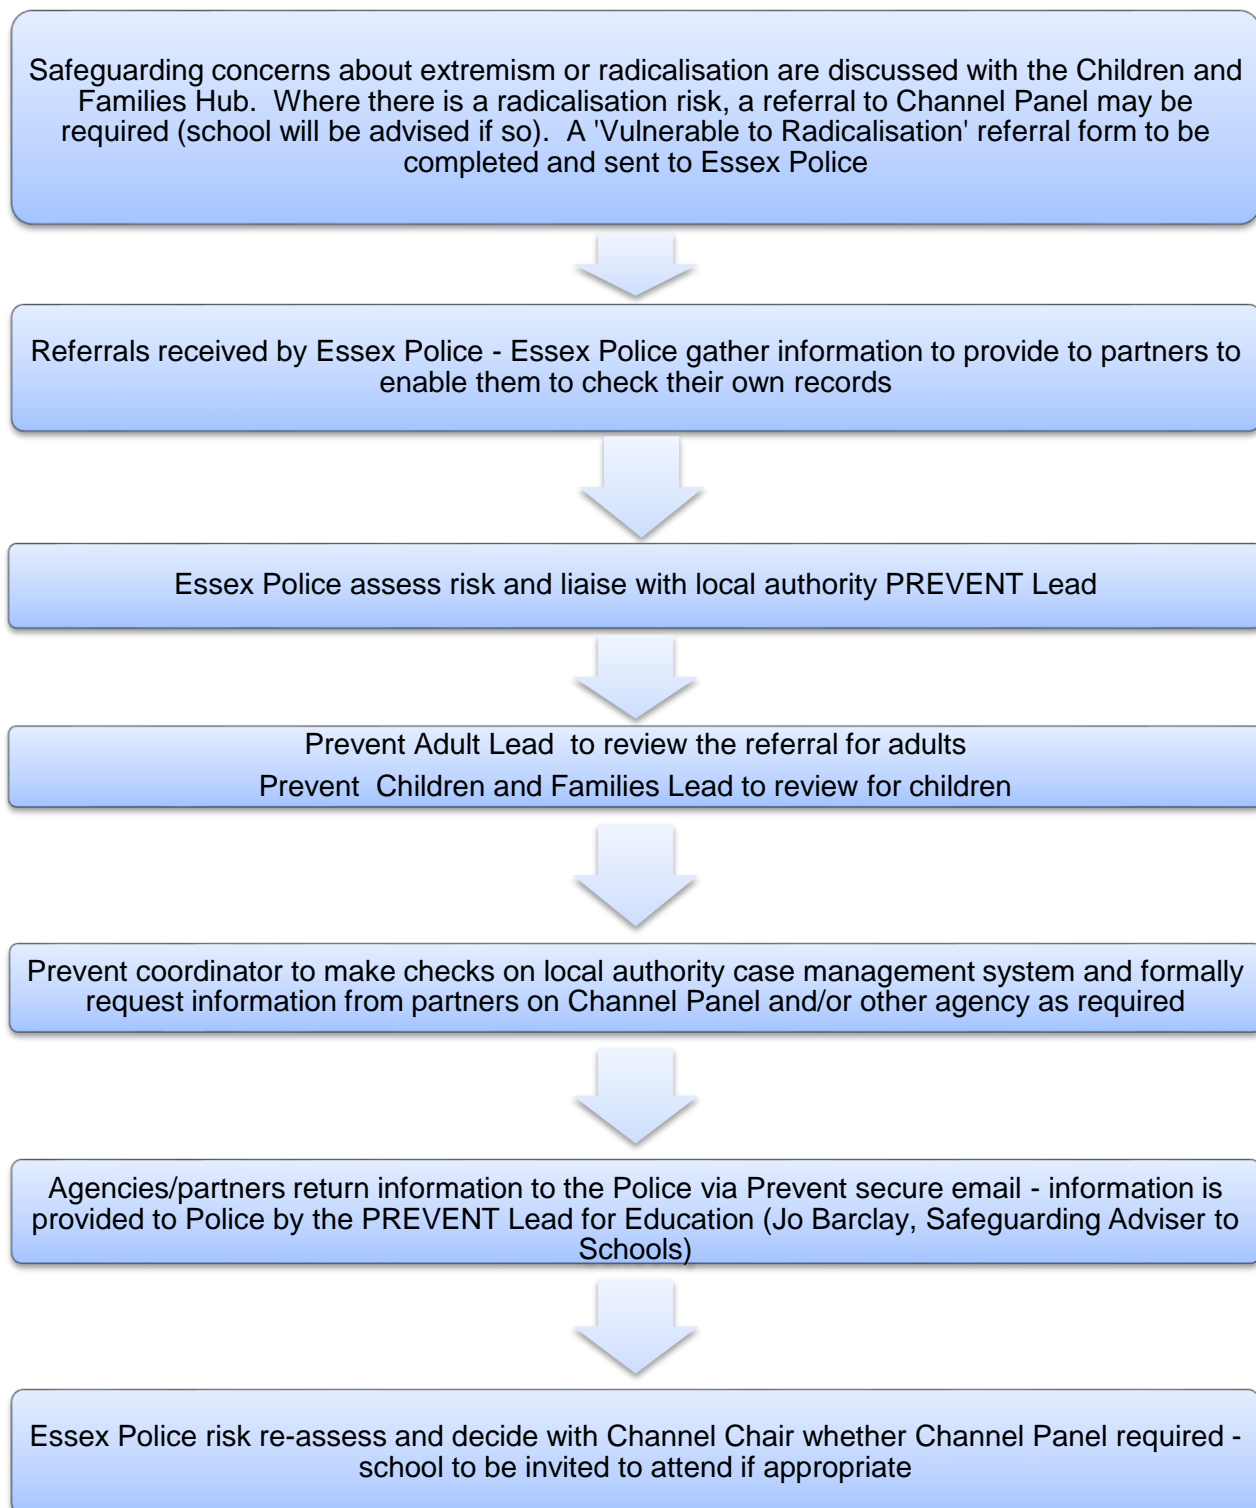 Safeguarding concerns about extremism or radicalisation are discussed with the Children and
Families Hub.  Where there is a radicalisation risk, a referral to Channel Panel may be
required (school will be advised if so).  A 'Vulnerable to Radicalisation' referral form to be
completed and sent to Essex Police
Referrals received by Essex Police - Essex Police gather information to provide to partners to
enable them to check their own records
Essex Police assess risk and liaise with local authority PREVENT Lead
Prevent Adult Lead  to review the referral for adults
Prevent  Children and Families Lead to review for children
Prevent coordinator to make checks on local authority case management system and formally
request information from partners on Channel Panel and/or other agency as required
Agencies/partners return information to the Police via Prevent secure email - information is
provided to Police by the PREVENT Lead for Education (Jo Barclay, Safeguarding Adviser to
Schools)
Essex Police risk re-assess and decide with Channel Chair whether Channel Panel required -
school to be invited to attend if appropriate